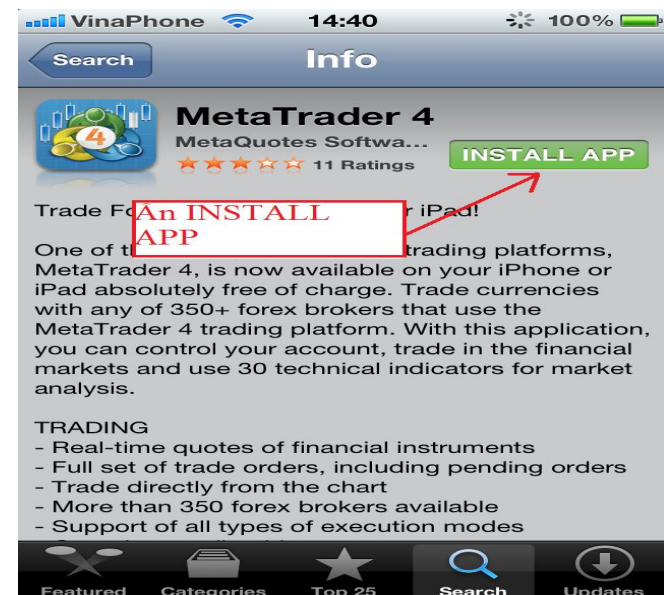 VinaPhone 14:40 100%
Search Info
4
MetaTrader 4
MetaQuotes Softwa...
11 Ratings
INSTALL APP
Trade Fo r iPad!
Ấn INSTALL
APP
One of t trading platforms,
MetaTrader 4, is now available on your iPhone or
iPad absolutely free of charge. Trade currencies
with any of 350+ forex brokers that use the
MetaTrader 4 trading platform. With this application,
you can control your account, trade in the financial
markets and use 30 technical indicators for market
analysis.
TRADING
- Real-time quotes of financial instruments
- Full set of trade orders, including pending orders
- Trade directly from the chart
- More than 350 forex brokers available
- Support of all types of execution modes
Featured Categories Top 25 Search Updates